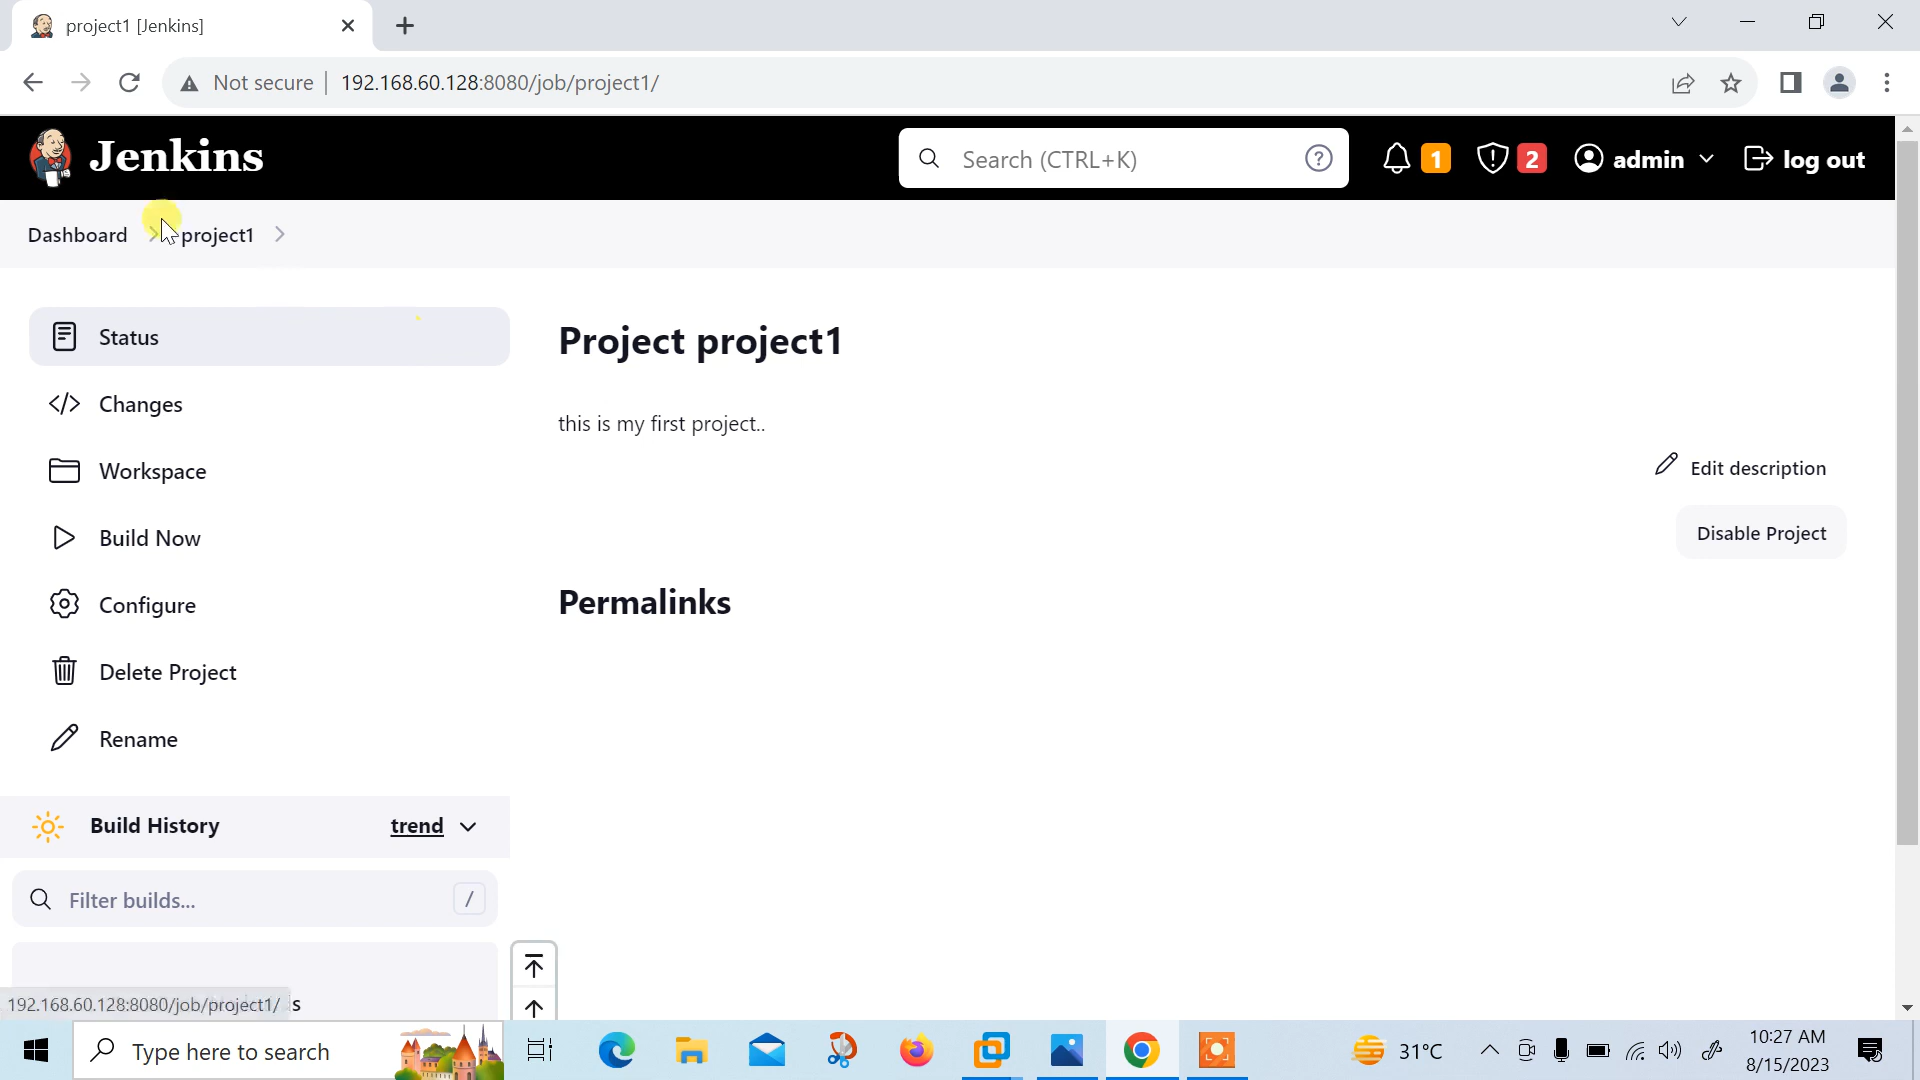 project1 [Jenkins]
Not secure | 192.168.60.128:8080/job/project1/
Jenkins
Search (CTRL+K)
1
2
admin
log out
Dashboard
project1
Status
Changes
Workspace
Build Now
Configure
Delete Project
Rename
Project project1
this is my first project..
Edit description
Disable Project
Permalinks
Build History
trend
Filter builds...
/
192.168.60.128:8080/job/project1/
Type here to search
31°C
10:27 AM
8/15/2023